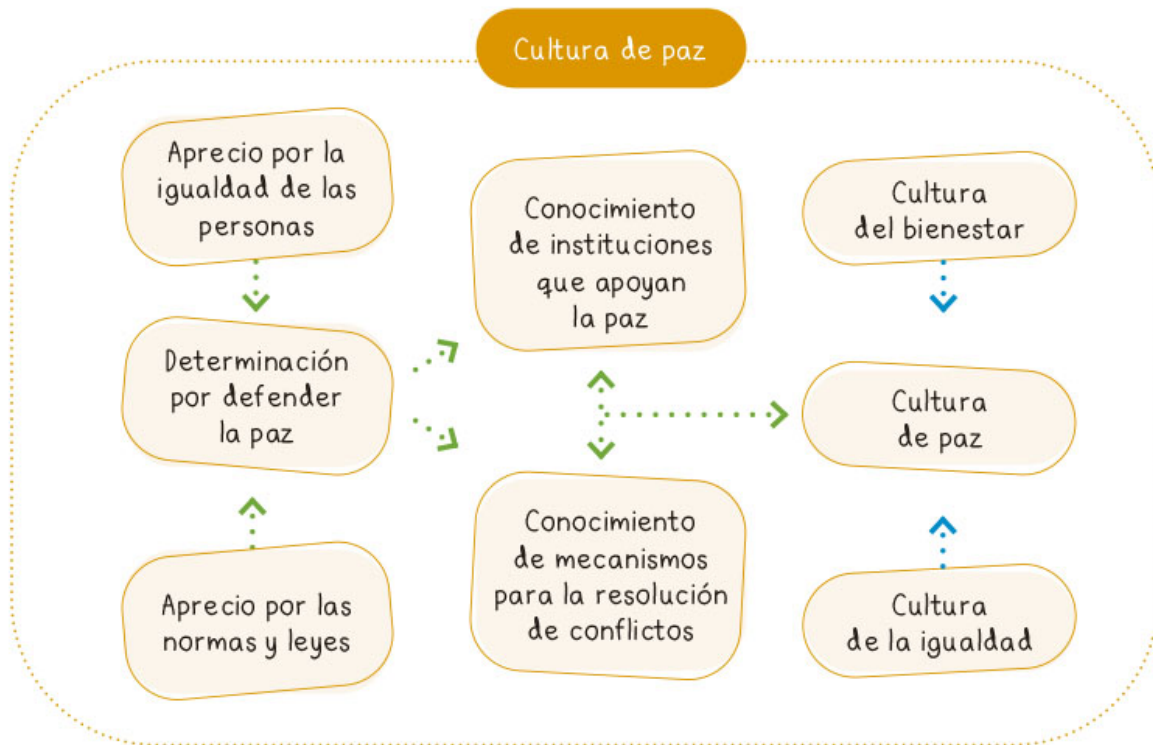 Cultura de paz
Aprecio por la
igualdad de las
personas
Determinación
por defender
la paz
Aprecio por las
normas y leyes
Conocimiento
de instituciones
que apoyan
la paz
Conocimiento
de mecanismos
para la resolución
de conflictos
Cultura
del bienestar
Cultura
de paz
Cultura
de la igualdad